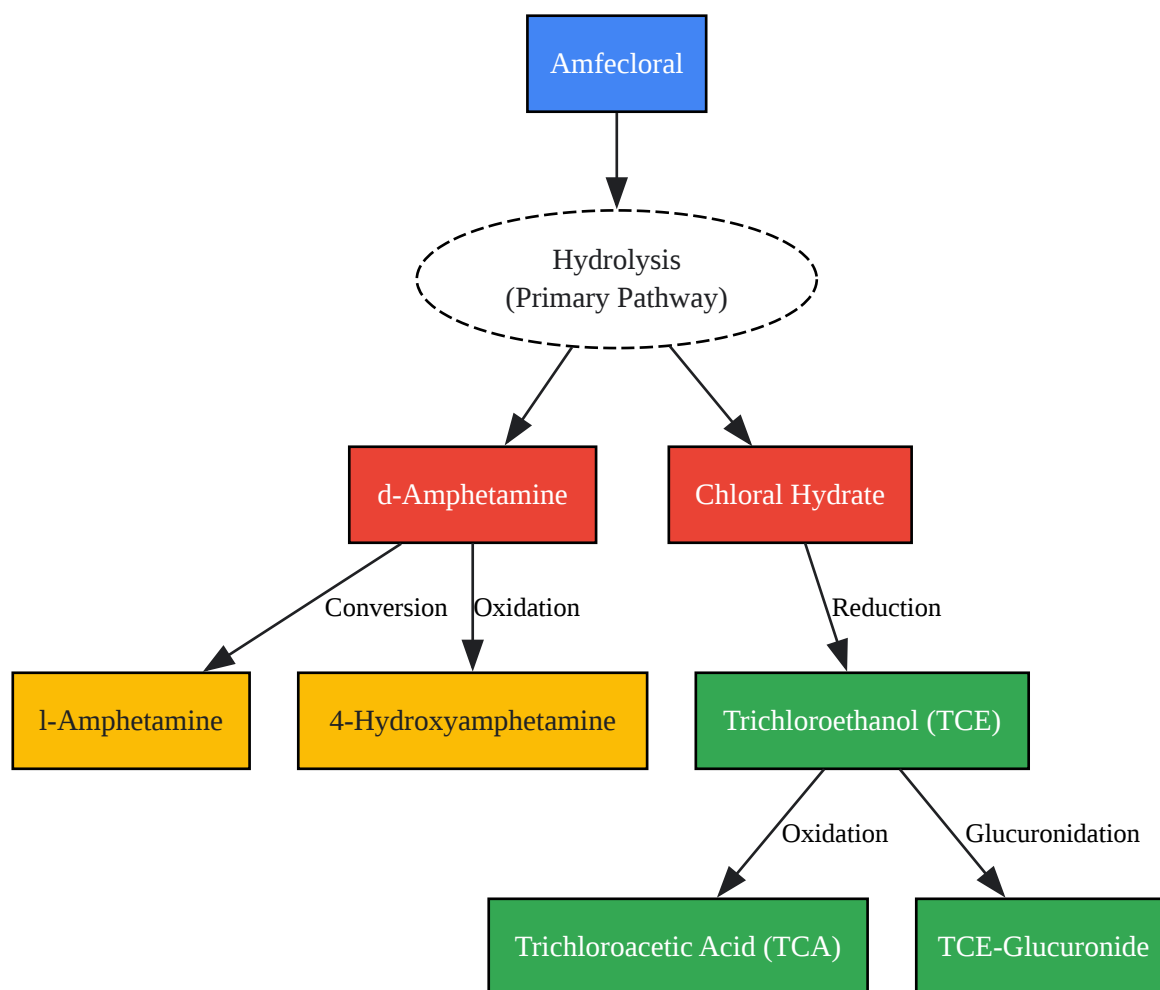 Amfecloral
Hydrolysis
(Primary Pathway)
d-Amphetamine
Chloral Hydrate
Conversion
Oxidation
Reduction
l-Amphetamine
4-Hydroxyamphetamine
Trichloroethanol (TCE)
Oxidation
Glucuronidation
Trichloroacetic Acid (TCA)
TCE-Glucuronide